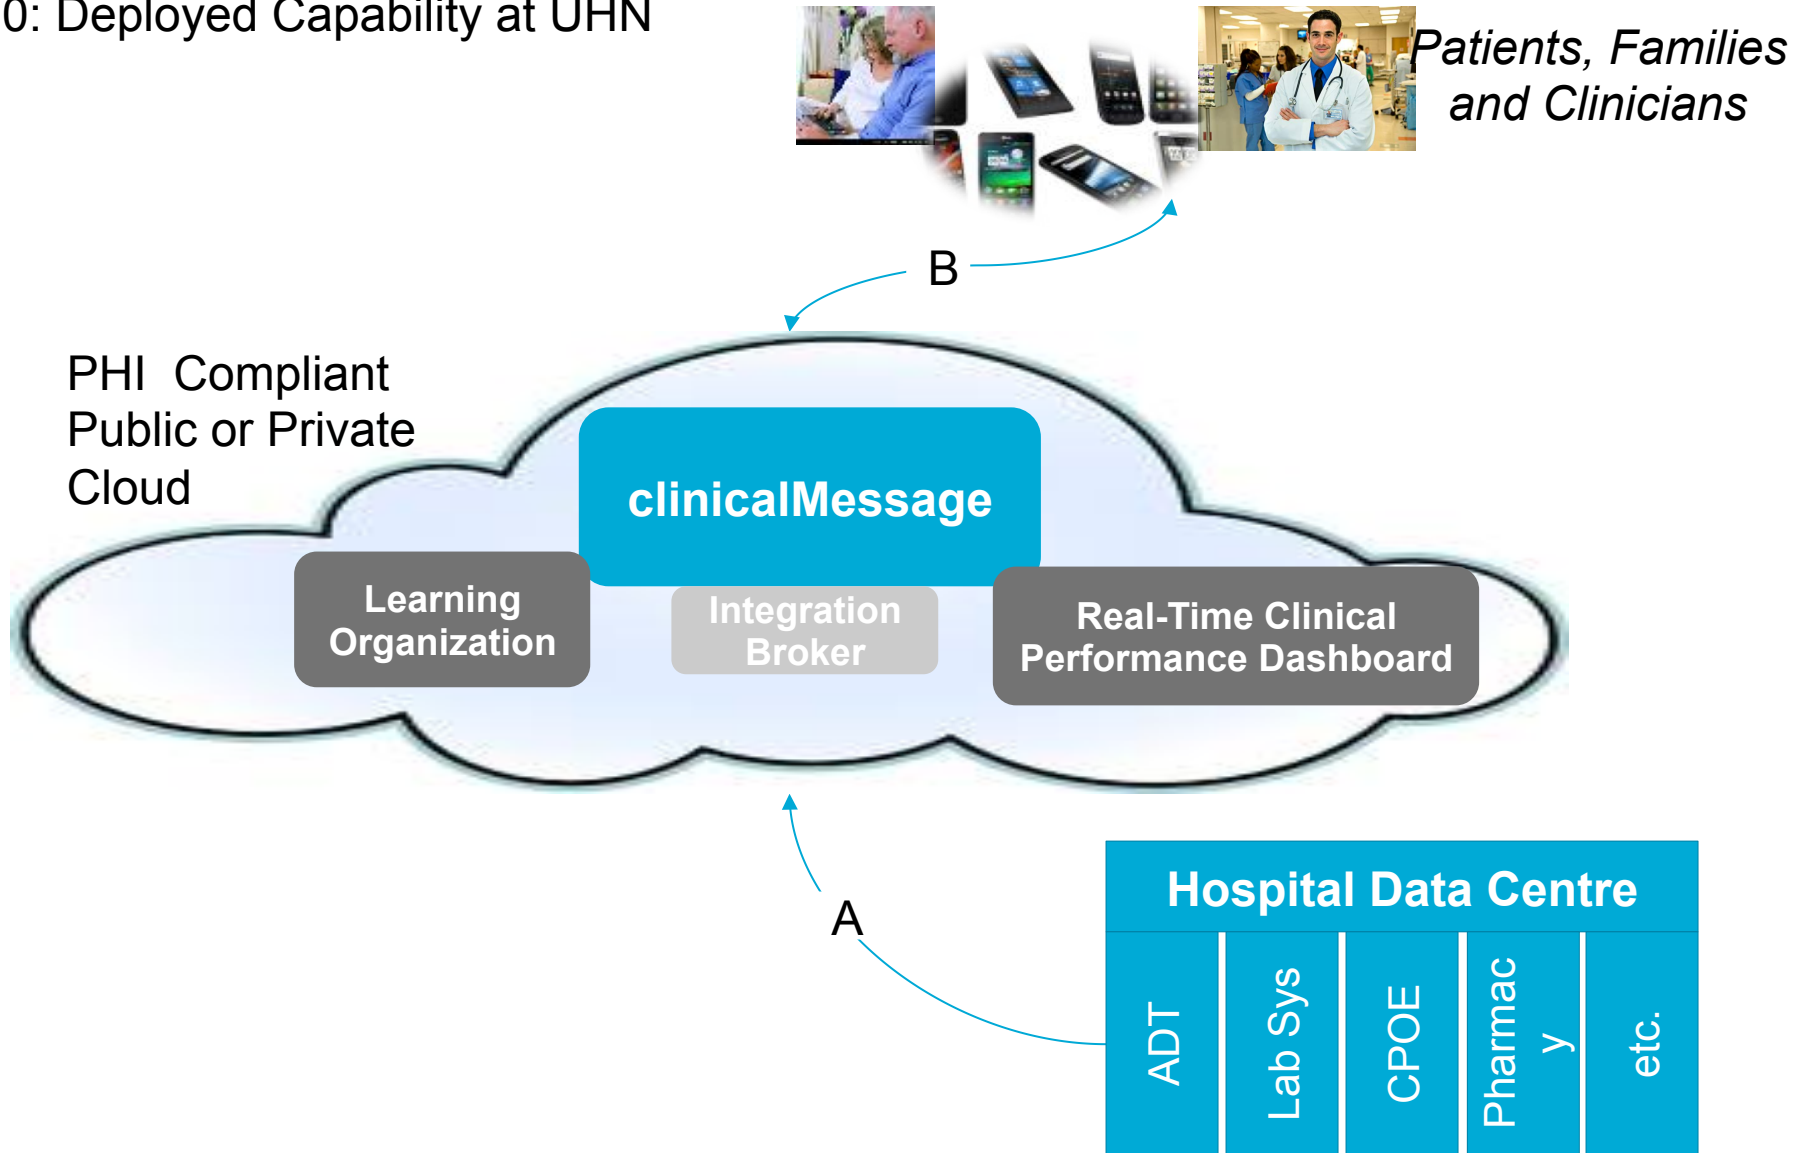 0: Deployed Capability at UHN
Patients, Families
and Clinicians
B
PHI  Compliant
Public or Private
Cloud
clinicalMessage
Learning
Organization
Integration
Broker
Real-Time Clinical
Performance Dashboard
A
Hospital Data Centre
ADT
Lab Sys
CPOE
Pharmac
y
etc.